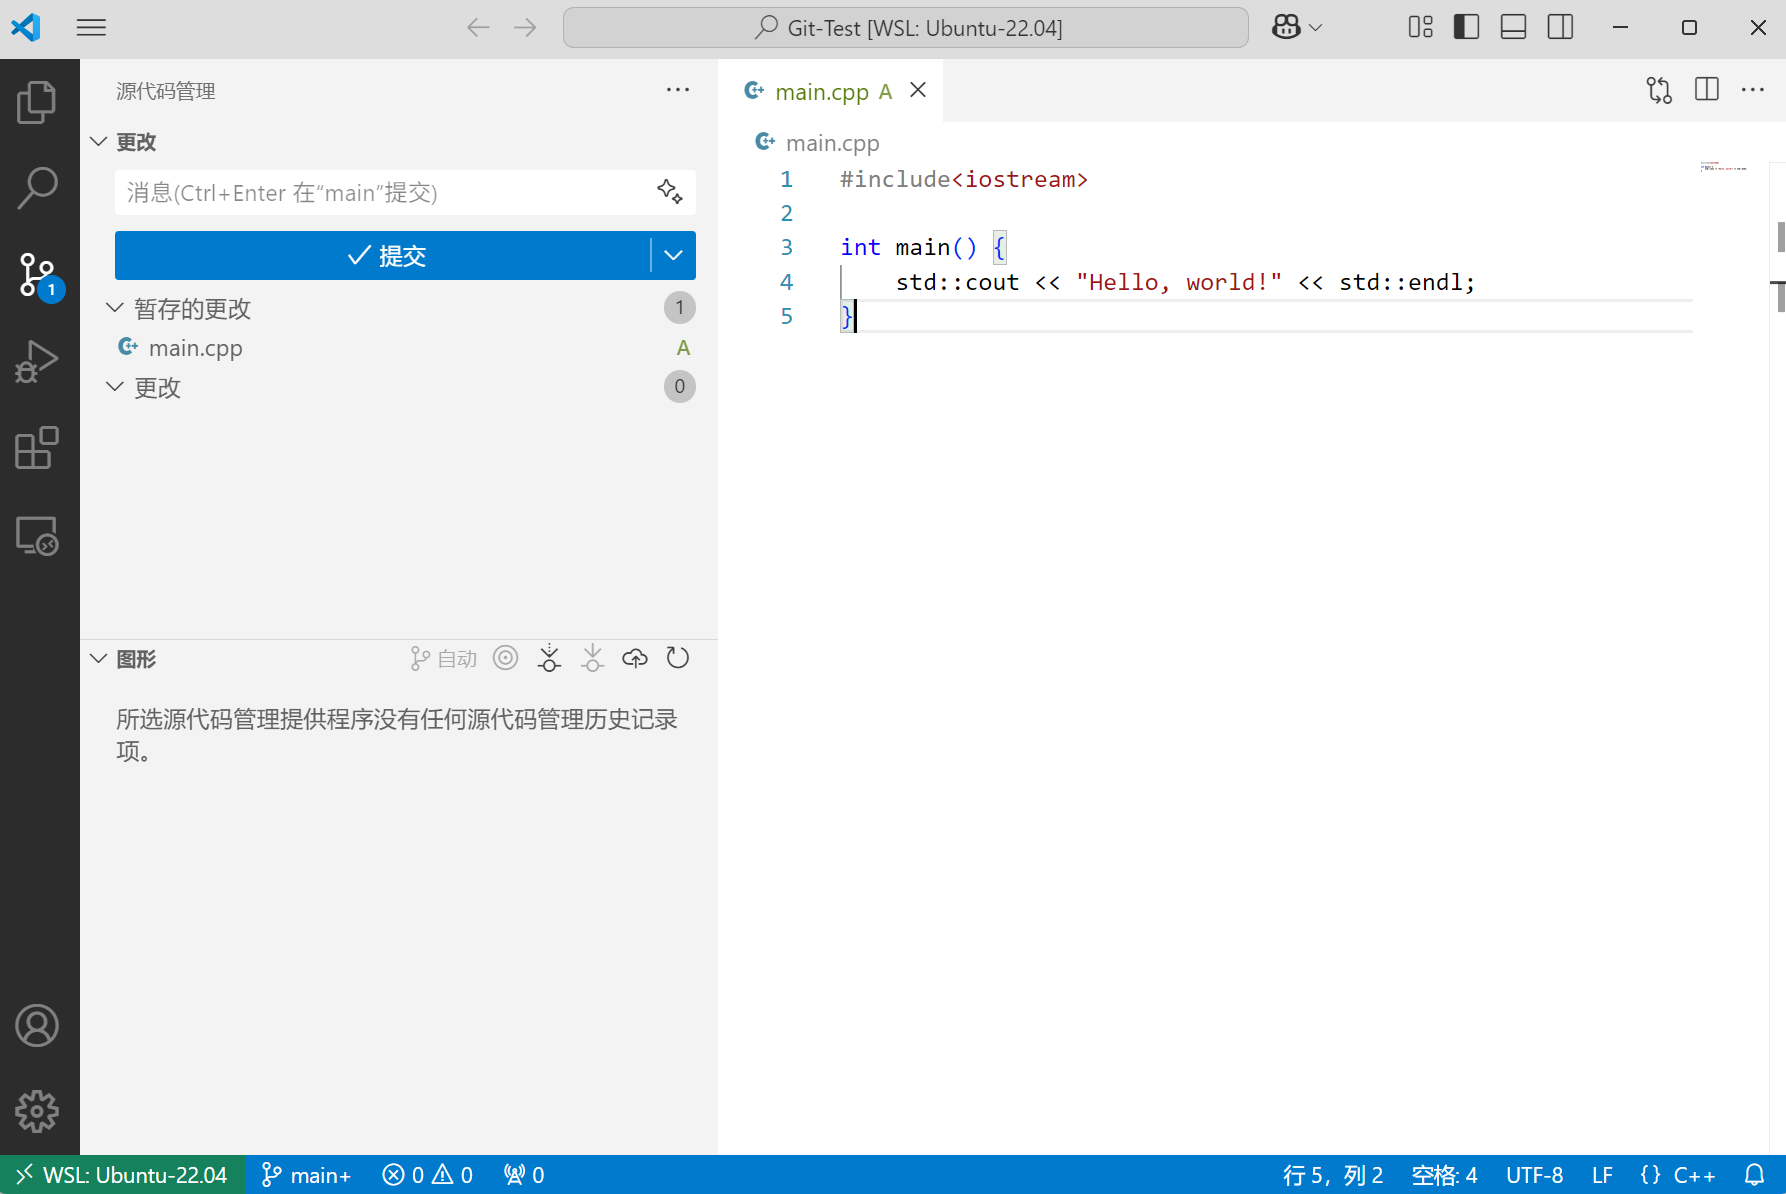 Git-Test [WSL: Ubuntu-22.04]
源代码管理
更改
消息(Ctrl+Enter 在“main”提交)
提交
暂存的更改 1
main.cpp A
更改 0
图形 自动
所选源代码管理提供程序没有任何源代码管理历史记录
项。
1
main.cpp A
main.cpp
1 #include<iostream>
2
3 int main() {
4     std::cout << "Hello, world!" << std::endl;
5 }
WSL: Ubuntu-22.04 main+ 0 0 0 行 5，列 2 空格: 4 UTF-8 LF {} C++